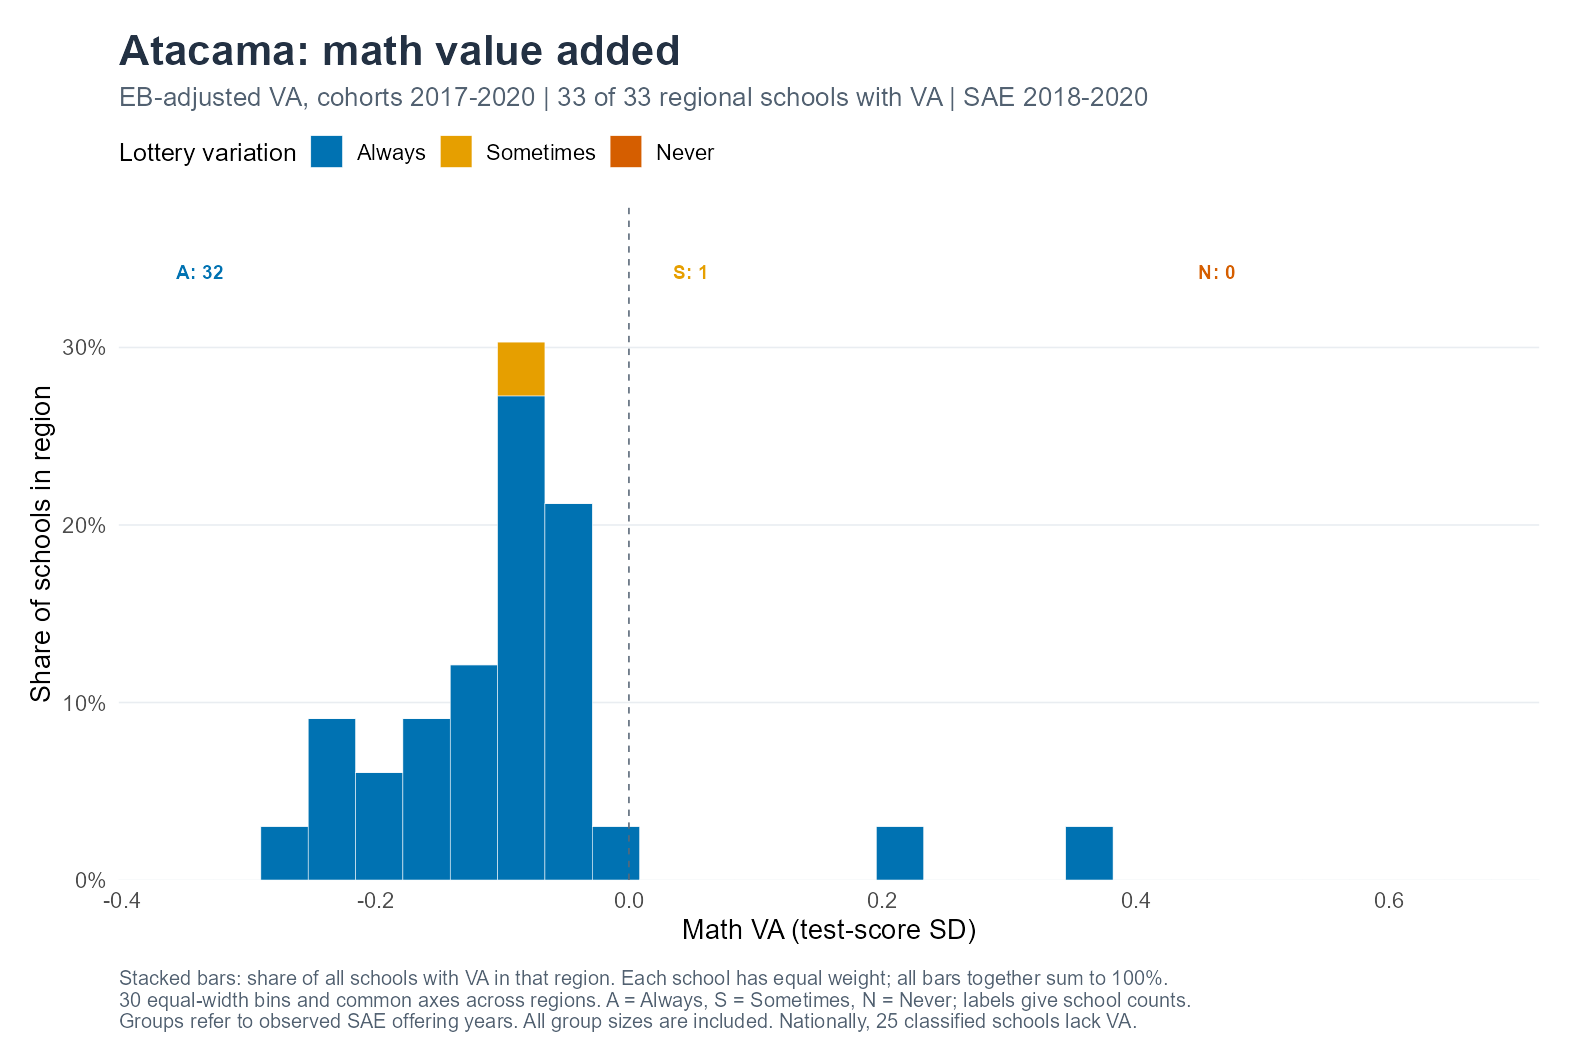 Atacama: math value added
EB-adjusted VA, cohorts 2017-2020 | 33 of 33 regional schools with VA | SAE 2018-2020
Lottery variation Always Sometimes Never
A: 32 S: 1 N: 0
Share of schools in region
30%
20%
10%
0%
-0.4 -0.2 0.0 0.2 0.4 0.6
Math VA (test-score SD)
Stacked bars: share of all schools with VA in that region. Each school has equal weight; all bars together sum to 100%.
30 equal-width bins and common axes across regions. A = Always, S = Sometimes, N = Never; labels give school counts.
Groups refer to observed SAE offering years. All group sizes are included. Nationally, 25 classified schools lack VA.